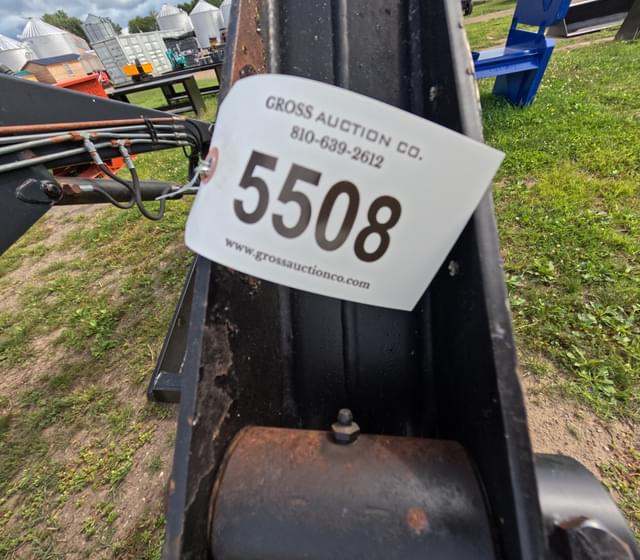 GROSS AUCTION CO.
810-639-2612
5508
www.grossauctionco.com